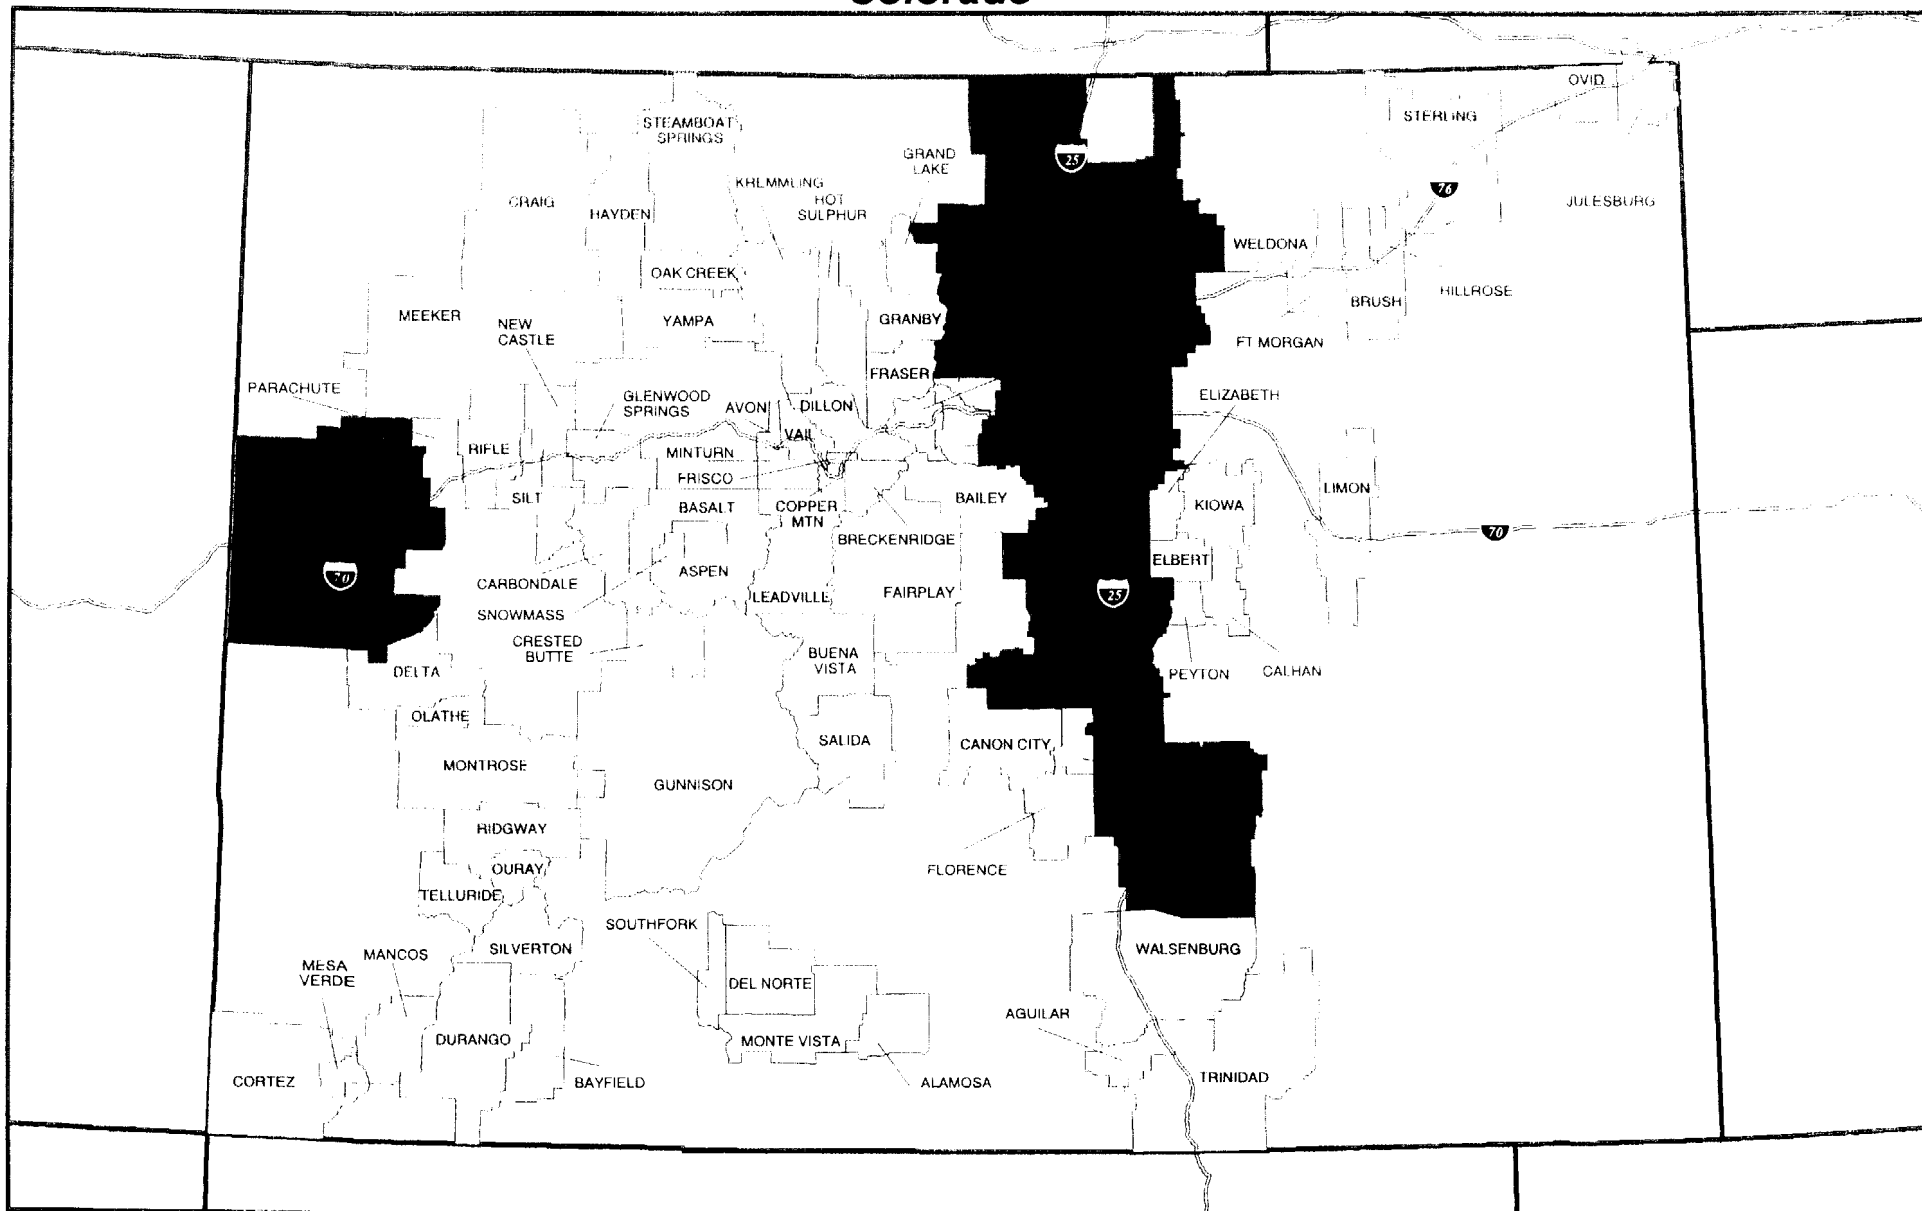 Colorado
OVID
STERLING
STEAMBOAT
SPRINGS
25
GRAND
LAKE
KREMMLING
76
HOT
SULPHUR
CRAIG
HAYDEN
JULESBURG
WELDONA
OAK CREEK
HILLROSE
BRUSH
MEEKER
NEW
CASTLE
YAMPA
GRANBY
FT MORGAN
FRASER
PARACHUTE
GLENWOOD
SPRINGS
AVON
DILLON
ELIZABETH
VAIL
RIFLE
MINTURN
FRISCO
SILT
BASALT
COPPER
MTN
BAILEY
KIOWA
LIMON
BRECKENRIDGE
70
ELBERT
70
CARBONDALE
ASPEN
LEADVILLE
FAIRPLAY
25
SNOWMASS
CRESTED
BUTTE
BUENA
VISTA
DELTA
PEYTON
CALHAN
OLATHE
SALIDA
CANON CITY
MONTROSE
GUNNISON
RIDGWAY
OURAY
FLORENCE
TELLURIDE
SOUTHFORK
SILVERTON
WALSENBURG
MANCOS
MESA
VERDE
DEL NORTE
AGUILAR
DURANGO
MONTE VISTA
CORTEZ
BAYFIELD
ALAMOSA
TRINIDAD